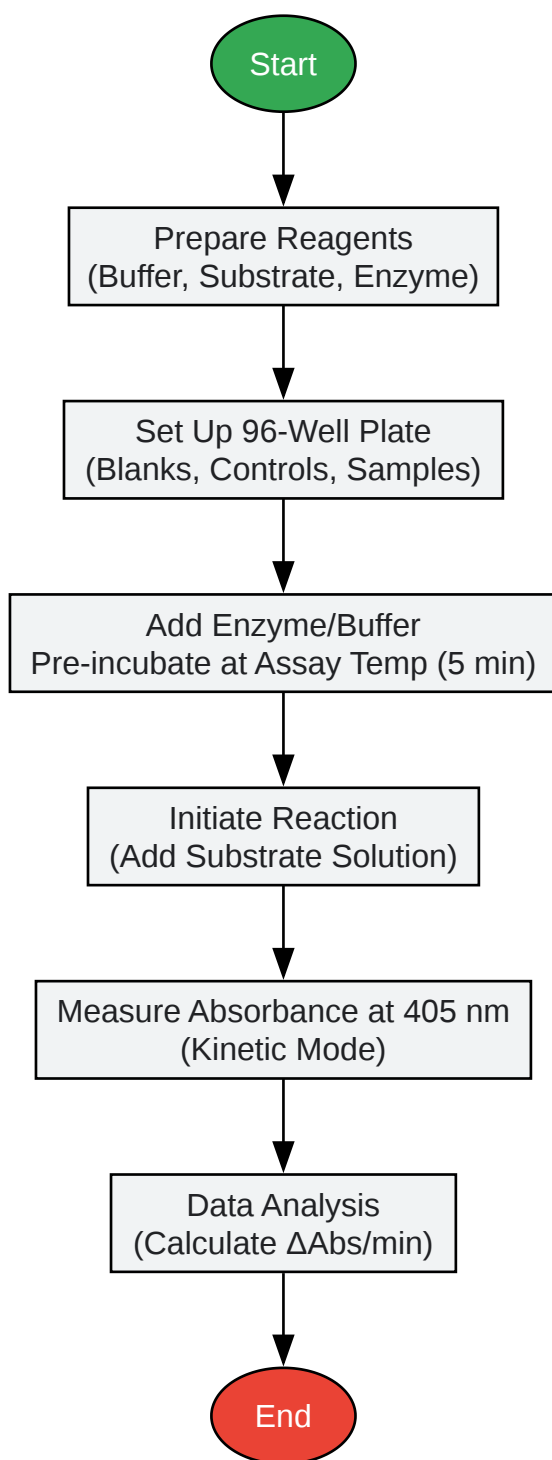 Start
Prepare Reagents
(Buffer, Substrate, Enzyme)
Set Up 96-Well Plate
(Blanks, Controls, Samples)
Add Enzyme/Buffer
Pre-incubate at Assay Temp (5 min)
Initiate Reaction
(Add Substrate Solution)
Measure Absorbance at 405 nm
(Kinetic Mode)
Data Analysis
(Calculate ΔAbs/min)
End